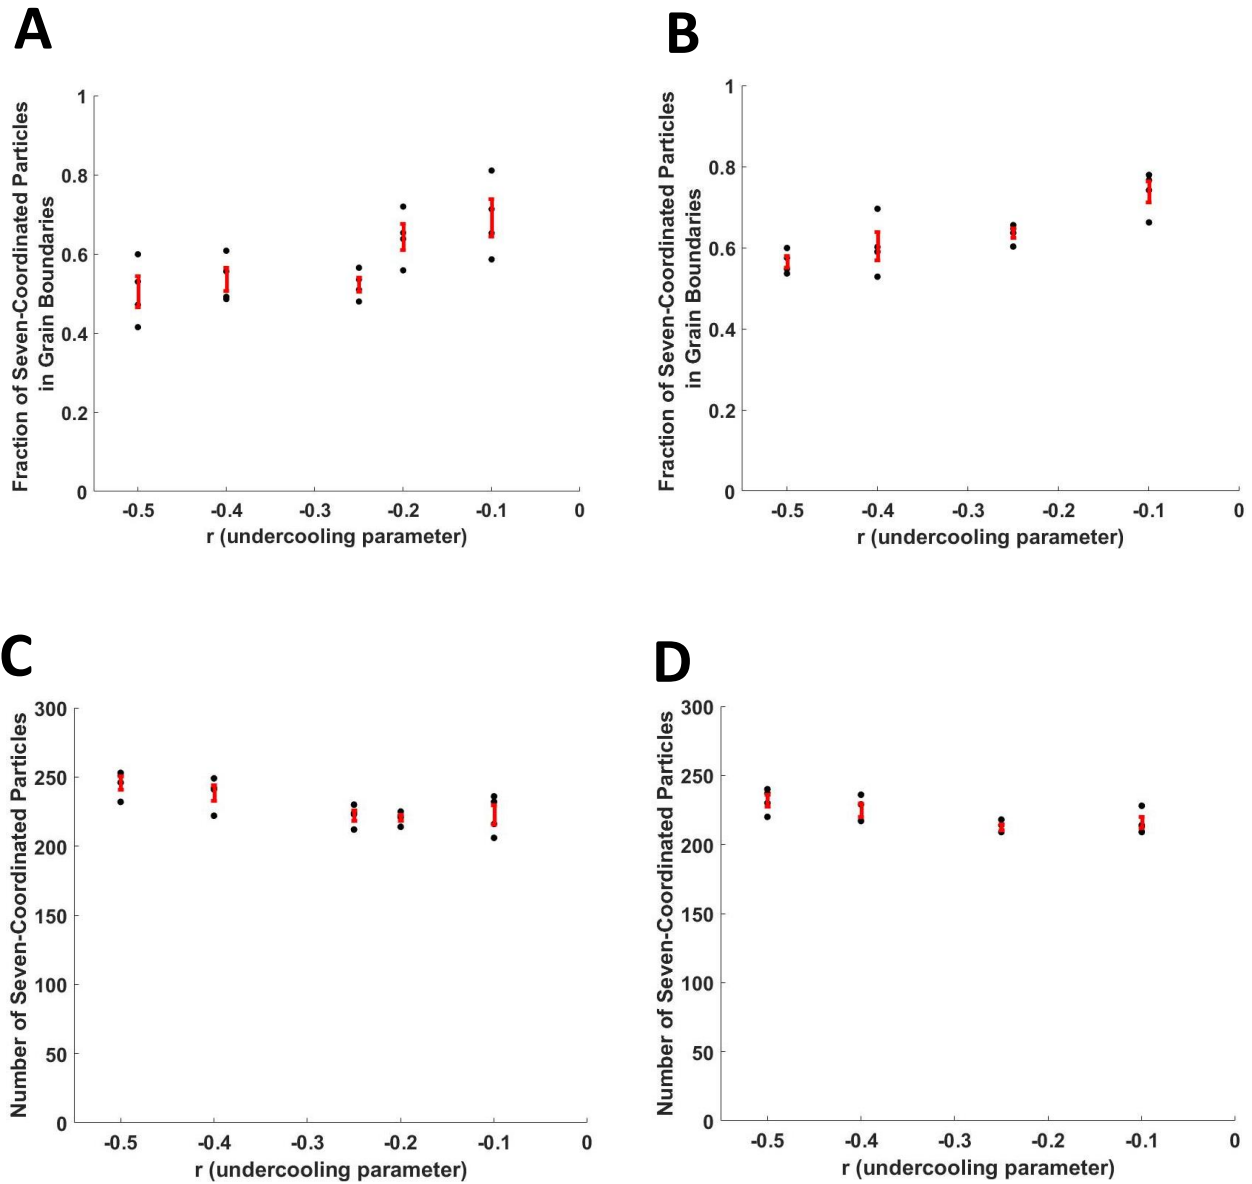 A
B
Fraction of Seven-Coordinated Particles
in Grain Boundaries
1
0.8
0.6
0.4
0.2
0
-0.5 -0.4 -0.3 -0.2 -0.1 0
r (undercooling parameter)
Fraction of Seven-Coordinated Particles
in Grain Boundaries
1
0.8
0.6
0.4
0.2
0
-0.5 -0.4 -0.3 -0.2 -0.1 0
r (undercooling parameter)
C
D
Number of Seven-Coordinated Particles
300
250
200
150
100
50
0
-0.5 -0.4 -0.3 -0.2 -0.1 0
r (undercooling parameter)
Number of Seven-Coordinated Particles
300
250
200
150
100
50
0
-0.5 -0.4 -0.3 -0.2 -0.1 0
r (undercooling parameter)